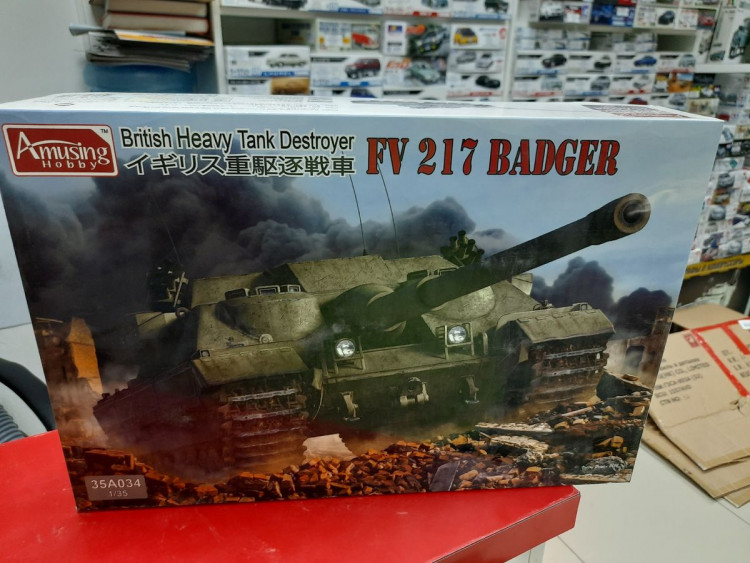 Amusing
Hobby
TM
British Heavy Tank Destroyer
イギリス重駆逐戦車
FV 217 BADGER
35A034
1/35